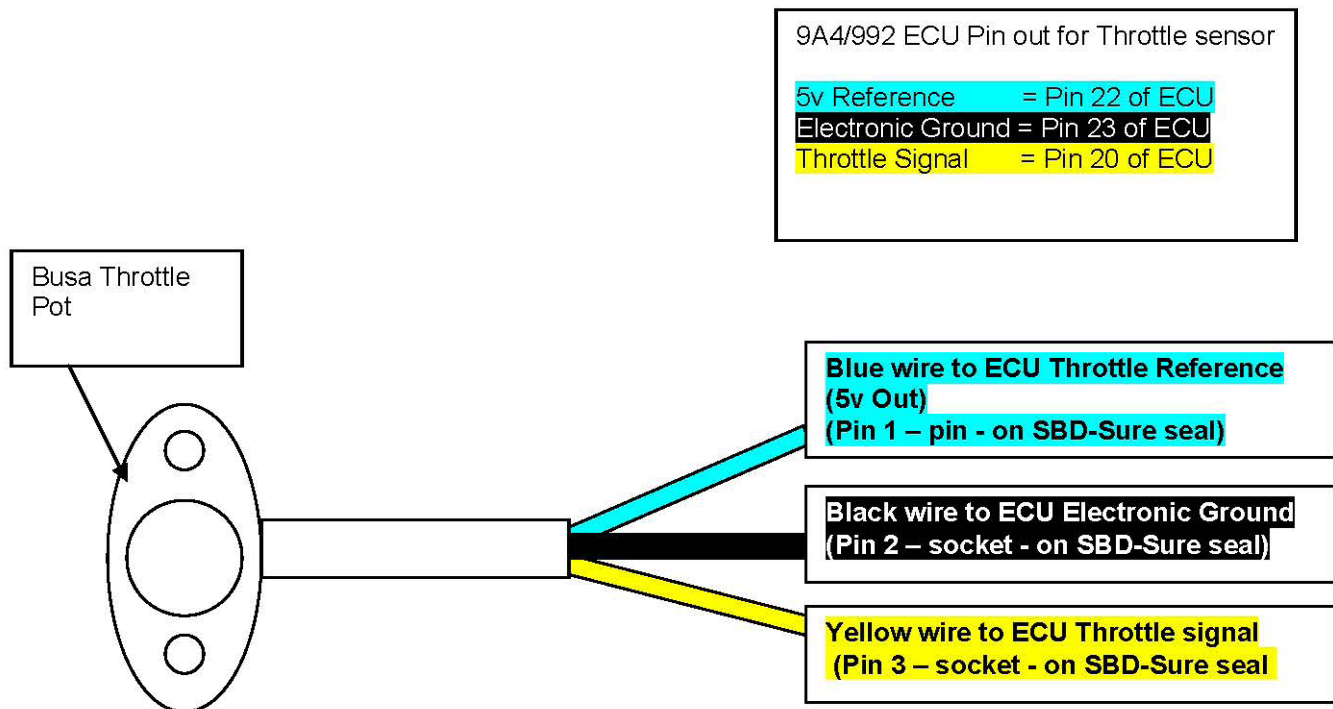 9A4/992 ECU Pin out for Throttle sensor
5v Reference = Pin 22 of ECU
Electronic Ground = Pin 23 of ECU
Throttle Signal = Pin 20 of ECU
Busa Throttle
Pot
Blue wire to ECU Throttle Reference
(5v Out)
(Pin 1 – pin - on SBD-Sure seal)
Black wire to ECU Electronic Ground
(Pin 2 – socket - on SBD-Sure seal)
Yellow wire to ECU Throttle signal
(Pin 3 – socket - on SBD-Sure seal